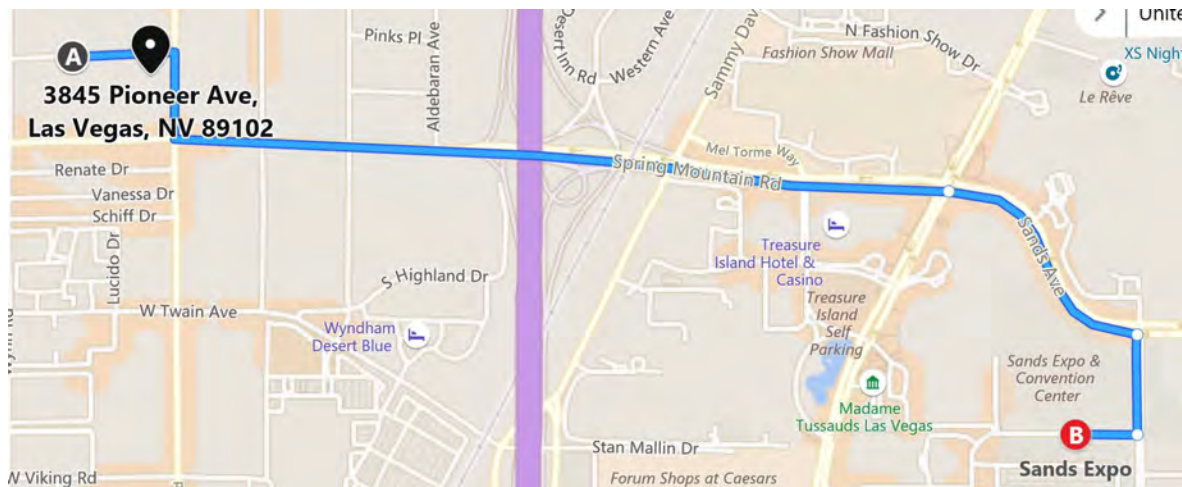 Pinks Pl
Aldebaran Ave
Desert Inn Rd
Western Ave
Sammy Dav
N Fashion Show Dr
Fashion Show Mall
XS Nigh
Le Rêve
A
3845 Pioneer Ave,
Las Vegas, NV 89102
Renate Dr
Vanessa Dr
Schiff Dr
Lucido Dr
Mel Torme Way
Spring Mountain Rd
Sands Ave
S Highland Dr
W Twain Ave
Wyndham
Desert Blue
Treasure
Island Hotel &
Casino
Treasure
Island
Self
Parking
Sands Expo &
Convention
Center
Madame
Tussauds Las Vegas
B
Sands Expo
Stan Mallin Dr
Forum Shops at Caesars
W Viking Rd